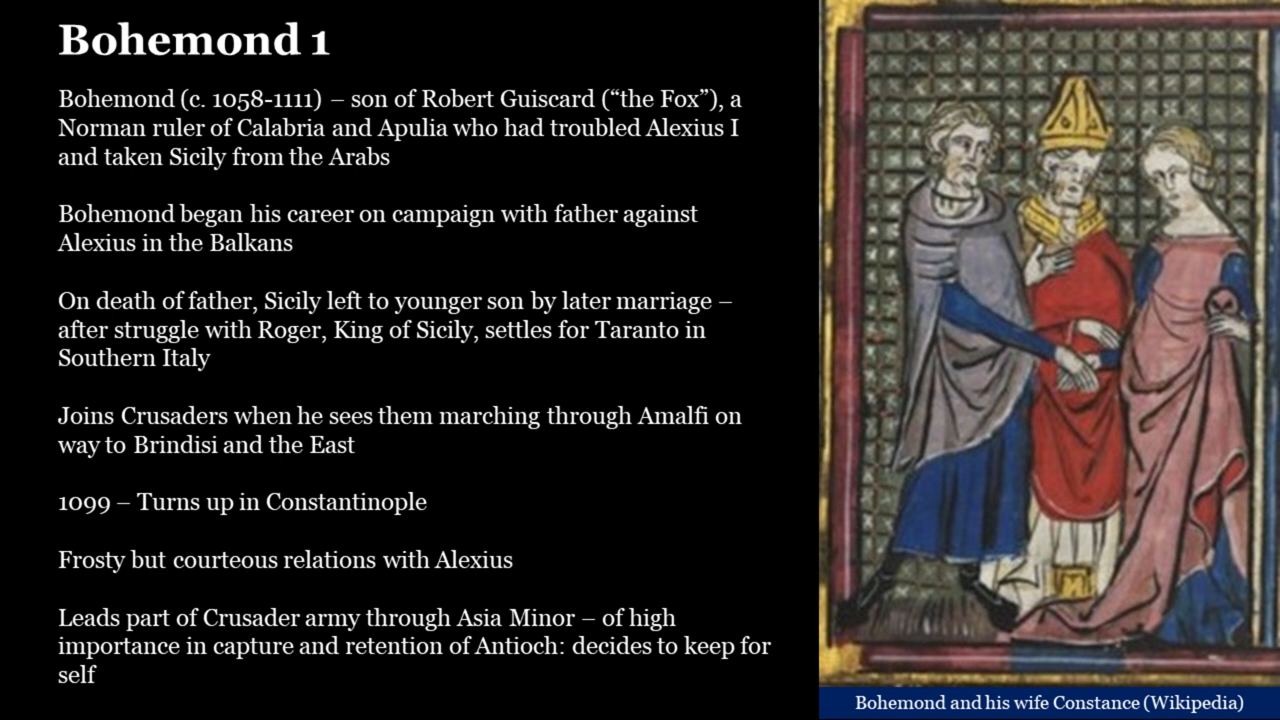 Bohemond 1
Bohemond (c. 1058-1111) – son of Robert Guiscard (“the Fox”), a
Norman ruler of Calabria and Apulia who had troubled Alexius I
and taken Sicily from the Arabs
Bohemond began his career on campaign with father against
Alexius in the Balkans
On death of father, Sicily left to younger son by later marriage –
after struggle with Roger, King of Sicily, settles for Taranto in
Southern Italy
Joins Crusaders when he sees them marching through Amalfi on
way to Brindisi and the East
1099 – Turns up in Constantinople
Frosty but courteous relations with Alexius
Leads part of Crusader army through Asia Minor – of high
importance in capture and retention of Antioch: decides to keep for
self
Bohemond and his wife Constance (Wikipedia)